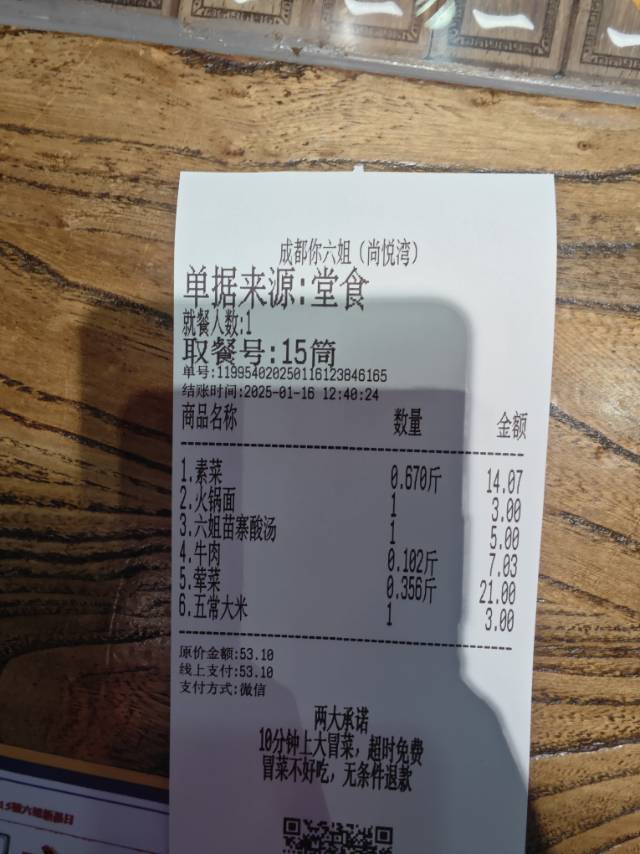 一 一 一
成都你六姐（尚悦湾）
单据来源:堂食
就餐人数:1
取餐号:15筒
单号:119954020250116123846165
结账时间:2025-01-16 12:40:24
商品名称 数量 金额
1.素菜 0.670斤 14.07
2.火锅面 1 3.00
3.六姐苗寨酸汤 1 5.00
4.牛肉 0.102斤 7.03
5.荤菜 0.356斤 21.00
6.五常大米 1 3.00
原价金额:53.10
线上支付:53.10
支付方式:微信
两大承诺
10分钟上大冒菜，超时免费
冒菜不好吃，无条件退款